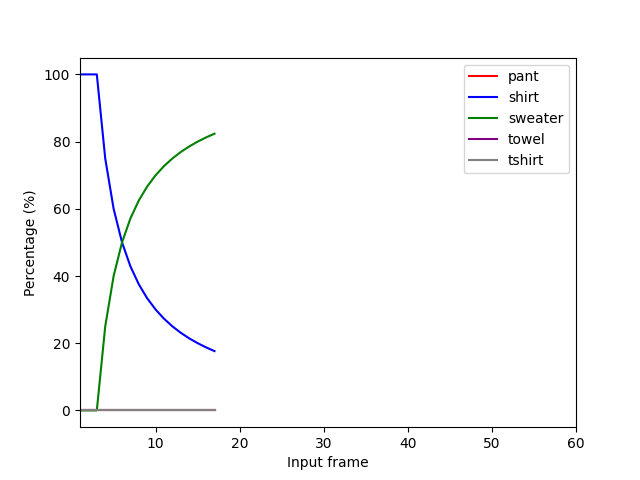 100
80
60
40
20
0
Percentage (%)
pant
shirt
sweater
towel
tshirt
10 20 30 40 50 60
Input frame